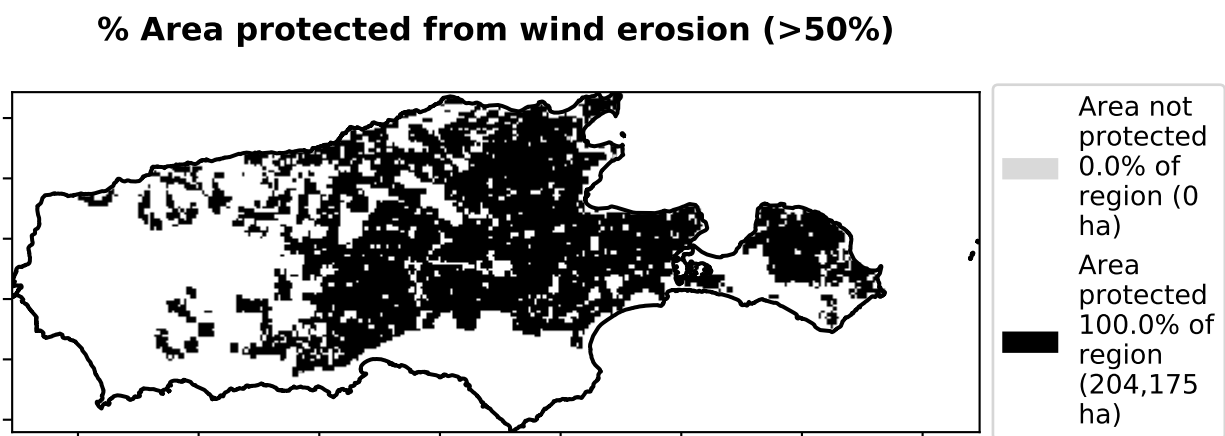 % Area protected from wind erosion (>50%)
Area not
protected
0.0% of
region (0
ha)
Area
protected
100.0% of
region
(204,175
ha)